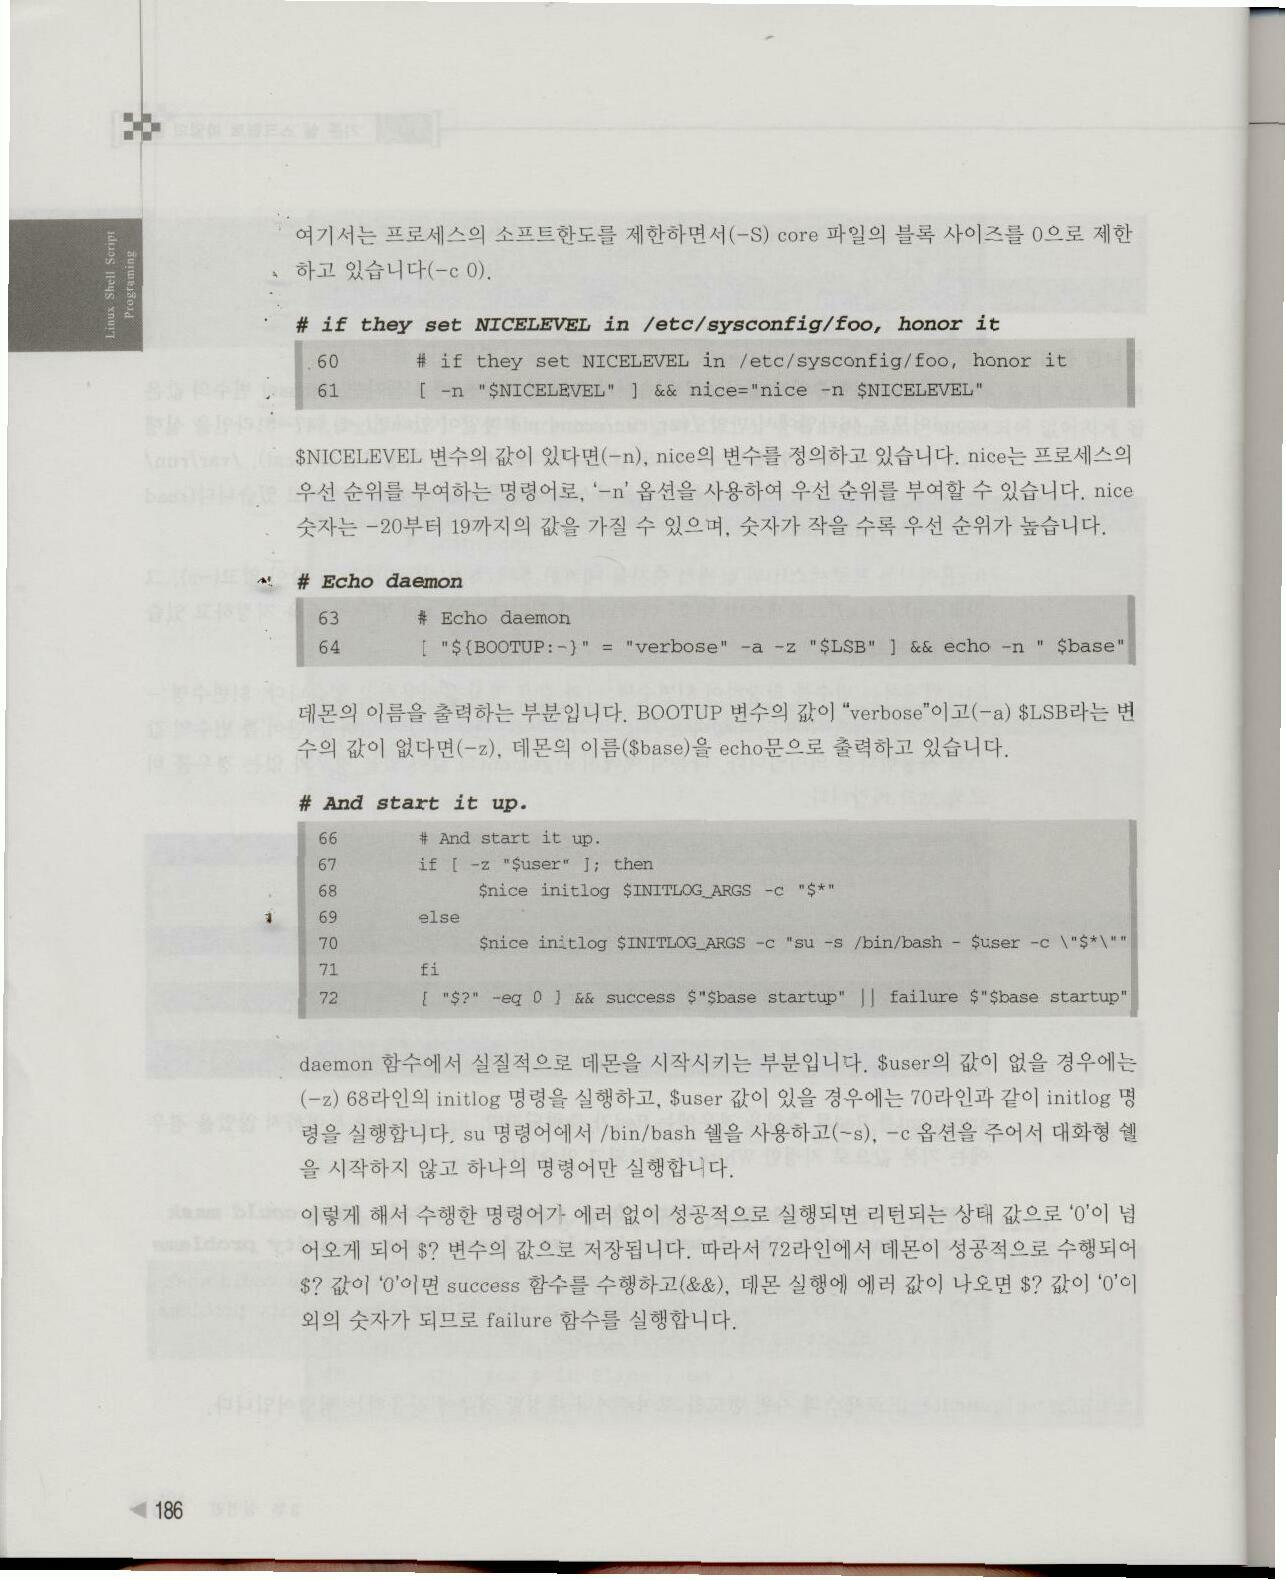 Linux Shell Script
Programing
여기서는 프로세스의 소프트한도를 제한하면서(-S) core 파일의 블록 사이즈를 0으로 제한
하고 있습니다(-c 0).
# if they set NICELEVEL in /etc/sysconfig/foo, honor it
60 # if they set NICELEVEL in /etc/sysconfig/foo, honor it
61 [ -n "$NICELEVEL" ] && nice="nice -n $NICELEVEL"
$NICELEVEL 변수의 값이 있다면(-n), nice의 변수를 정의하고 있습니다. nice는 프로세스의
우선 순위를 부여하는 명령어로, ‘-n’ 옵션을 사용하여 우선 순위를 부여할 수 있습니다. nice
숫자는 -20부터 19까지의 값을 가질 수 있으며, 숫자가 작을 수록 우선 순위가 높습니다.
# Echo daemon
63 # Echo daemon
64 [ "${BOOTUP:-}" = "verbose" -a -z "$LSB" ] && echo -n " $base"
데몬의 이름을 출력하는 부분입니다. BOOTUP 변수의 값이 “verbose”이고(-a) $LSB라는 변
수의 값이 없다면(-z), 데몬의 이름($base)을 echo문으로 출력하고 있습니다.
# And start it up.
66 # And start it up.
67 if [ -z "$user" ]; then
68 $nice initlog $INITLOG_ARGS -c "$*"
69 else
70 $nice initlog $INITLOG_ARGS -c "su -s /bin/bash - $user -c \"$*\""
71 fi
72 [ "$?" -eq 0 ] && success $"$base startup" || failure $"$base startup"
daemon 함수에서 실질적으로 데몬을 시작시키는 부분입니다. $user의 값이 없을 경우에는
(-z) 68라인의 initlog 명령을 실행하고, $user 값이 있을 경우에는 70라인과 같이 initlog 명
령을 실행합니다. su 명령어에서 /bin/bash 쉘을 사용하고(-s), -c 옵션을 주어서 대화형 쉘
을 시작하지 않고 하나의 명령어만 실행합니다.
이렇게 해서 수행한 명령어가 에러 없이 성공적으로 실행되면 리턴되는 상태 값으로 ‘0’이 넘
어오게 되어 $? 변수의 값으로 저장됩니다. 따라서 72라인에서 데몬이 성공적으로 수행되어
$? 값이 ‘0’이면 success 함수를 수행하고(&&), 데몬 실행에 에러 값이 나오면 $? 값이 ‘0’이
외의 숫자가 되므로 failure 함수를 실행합니다.
186